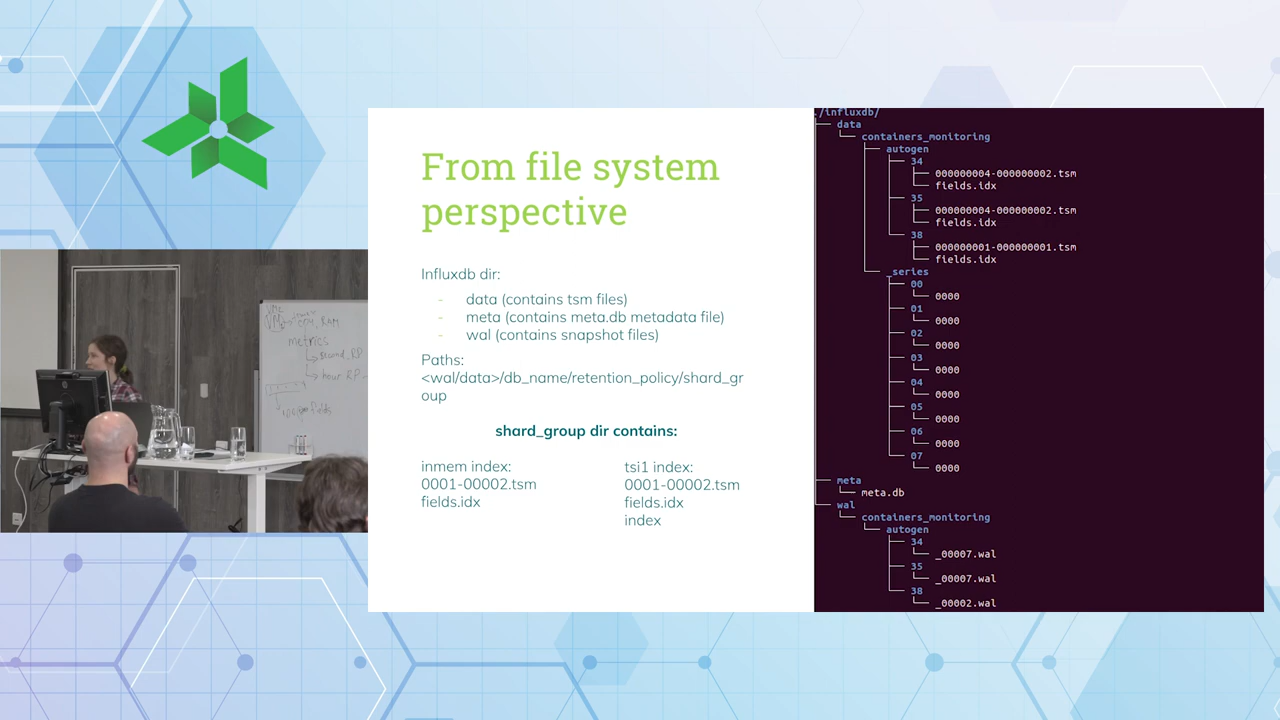 From file system
perspective
Influxdb dir:
- data (contains tsm files)
- meta (contains meta.db metadata file)
- wal (contains snapshot files)
Paths:
<wal/data>/db_name/retention_policy/shard_gr
oup
shard_group dir contains:
inmem index:
0001-00002.tsm
fields.idx
tsi1 index:
0001-00002.tsm
fields.idx
index
/influxdb/
data
containers_monitoring
autogen
34
000000004-000000002.tsm
fields.idx
35
000000004-000000002.tsm
fields.idx
38
000000001-000000001.tsm
fields.idx
_series
00
0000
01
0000
02
0000
03
0000
04
0000
05
0000
06
0000
07
0000
meta
meta.db
wal
containers_monitoring
autogen
34
_00007.wal
35
_00007.wal
38
_00002.wal
metrics